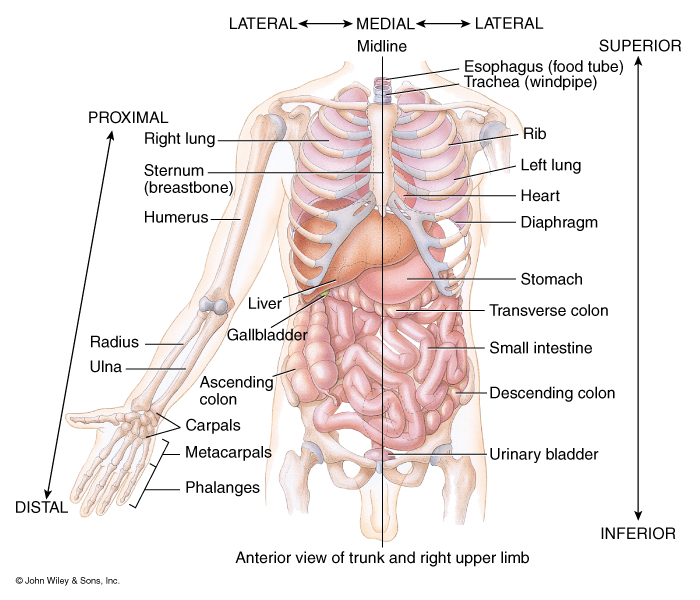 LATERAL MEDIAL LATERAL
Midline
SUPERIOR
Esophagus (food tube)
Trachea (windpipe)
PROXIMAL
Right lung
Rib
Sternum
(breastbone)
Left lung
Heart
Humerus
Diaphragm
Stomach
Liver
Transverse colon
Gallbladder
Radius
Small intestine
Ulna
Ascending
colon
Descending colon
Carpals
Metacarpals
Urinary bladder
Phalanges
DISTAL
INFERIOR
Anterior view of trunk and right upper limb
© John Wiley & Sons, Inc.